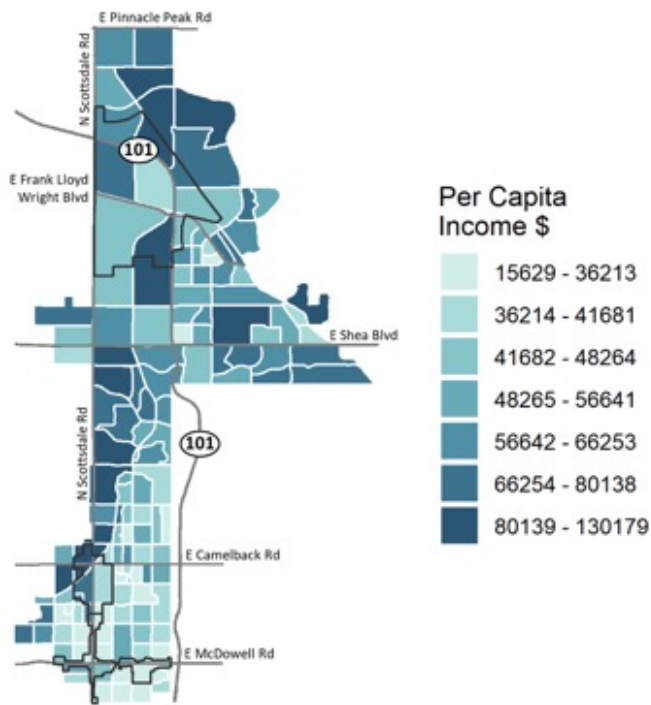 E Pinnacle Peak Rd
N Scottsdale Rd
101
E Frank Lloyd
Wright Blvd
E Shea Blvd
N Scottsdale Rd
101
E Camelback Rd
E McDowell Rd
Per Capita
Income $
15629 - 36213
36214 - 41681
41682 - 48264
48265 - 56641
56642 - 66253
66254 - 80138
80139 - 130179